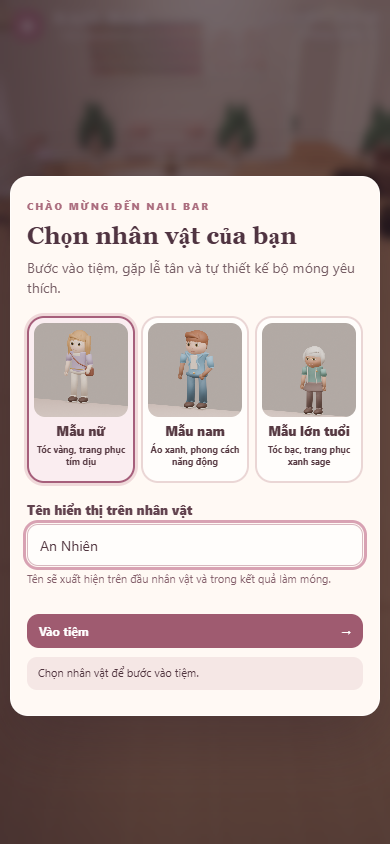 CHÀO MỪNG ĐẾN NAIL BAR
Chọn nhân vật của bạn
Bước vào tiệm, gặp lễ tân và tự thiết kế bộ móng yêu
thích.
Mẫu nữ
Tóc vàng, trang phục
tím dịu
Mẫu nam
Áo xanh, phong cách
năng động
Mẫu lớn tuổi
Tóc bạc, trang phục
xanh sage
Tên hiển thị trên nhân vật
An Nhiên
Tên sẽ xuất hiện trên đầu nhân vật và trong kết quả làm móng.
Vào tiệm →
Chọn nhân vật để bước vào tiệm.